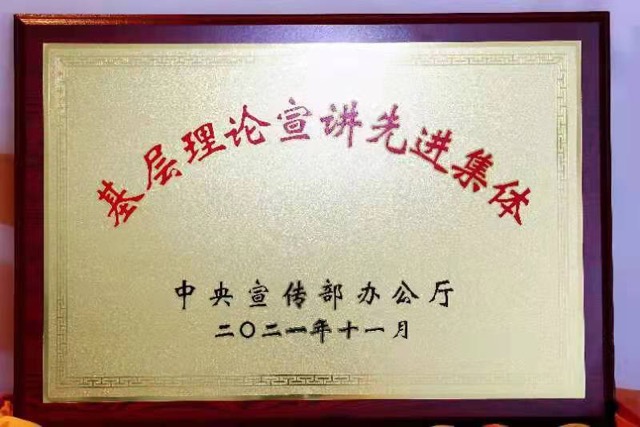 基层理论宣讲先进集体
中央宣传部办公厅
二〇二一年十一月